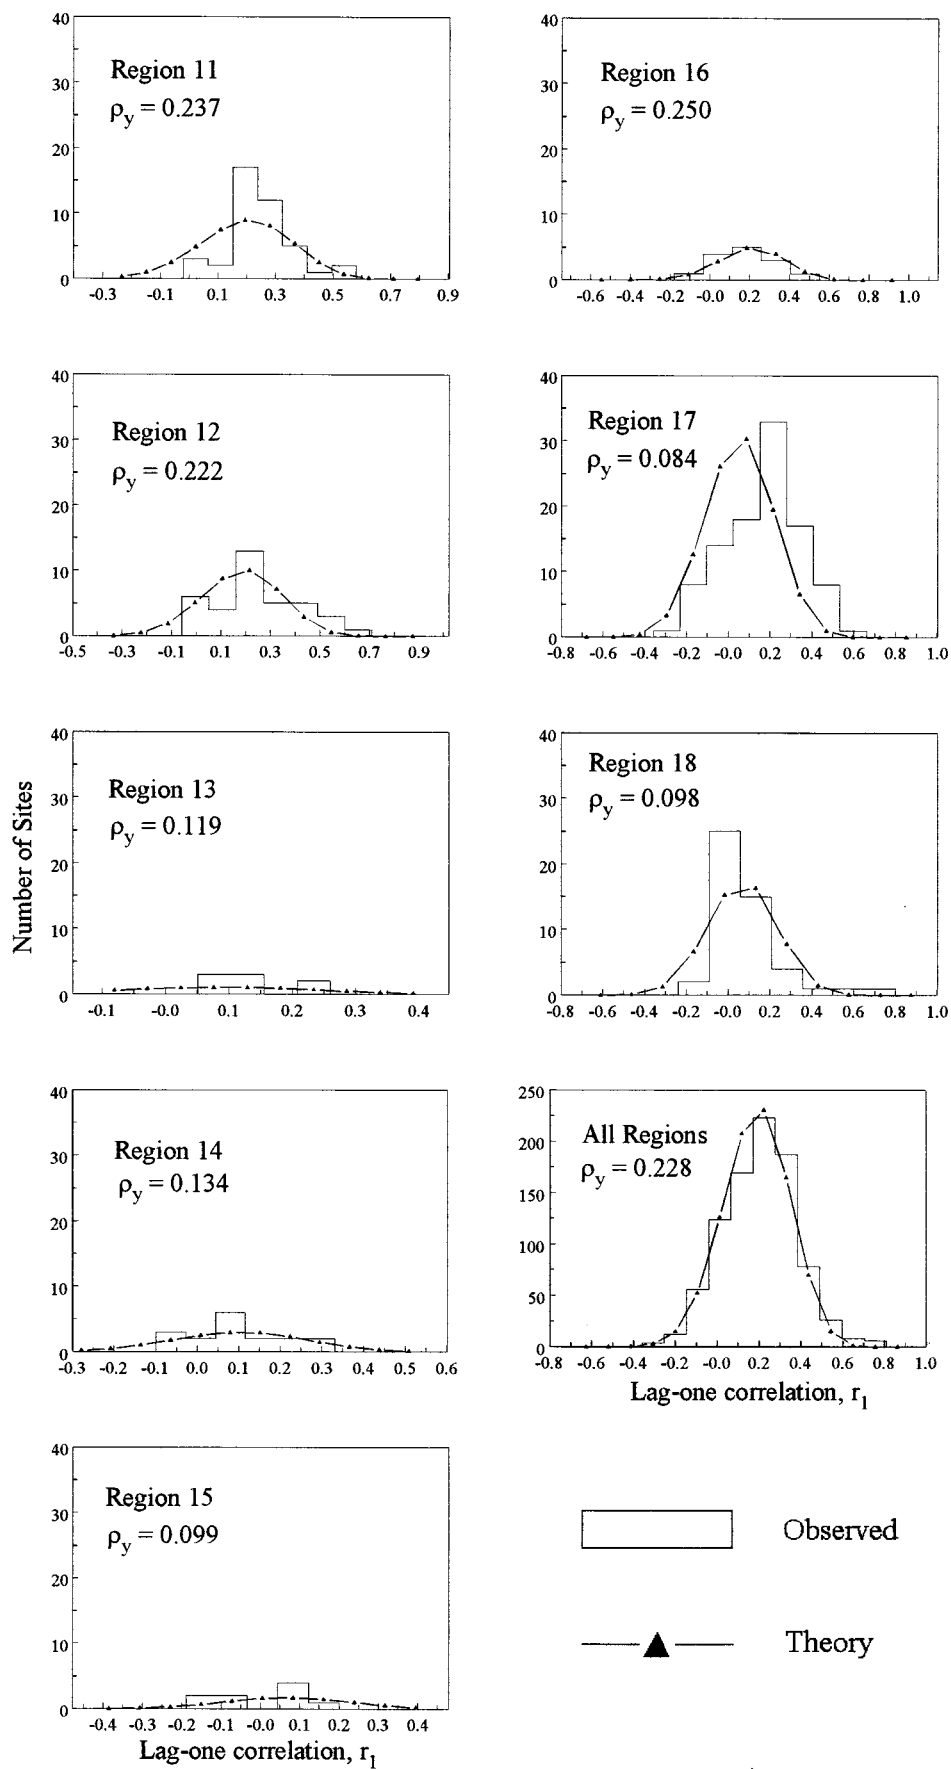 40
30
20
10
0
Region 11
ρy = 0.237
-0.3 0.1 0.3 0.5 0.7 0.9
40
30
20
10
0
Region 16
ρy = 0.250
-0.6 -0.4 -0.2 -0.0 0.2 0.4 0.6 1.0
40
30
20
10
0
Region 12
ρy = 0.222
-0.5 -0.3 -0.1 0.1 0.3 0.5 0.7 0.9
40
30
20
10
0
Region 17
ρy = 0.084
-0.8 -0.6 -0.4 -0.2 -0.0 0.2 0.4 0.6 1.0
Number of Sites
40
30
20
10
0
Region 13
ρy = 0.119
-0.1 -0.0 0.1 0.2 0.3 0.4
40
30
20
10
0
Region 18
ρy = 0.098
-0.8 -0.6 -0.4 -0.2 -0.0 0.2 0.4 0.6 0.8 1.0
40
30
20
10
0
Region 14
ρy = 0.134
-0.3 -0.2 -0.1 0.0 0.1 0.2 0.3 0.5 0.6
250
200
150
100
50
0
All Regions
ρy = 0.228
-0.8 -0.6 -0.4 -0.2 -0.0 0.2 0.4 0.6 0.8 1.0
Lag-one correlation, r1
40
30
20
10
0
Region 15
ρy = 0.099
-0.4 -0.3 -0.2 -0.1 -0.0 0.1 0.2 0.3 0.4
Lag-one correlation, r1
Observed
Theory